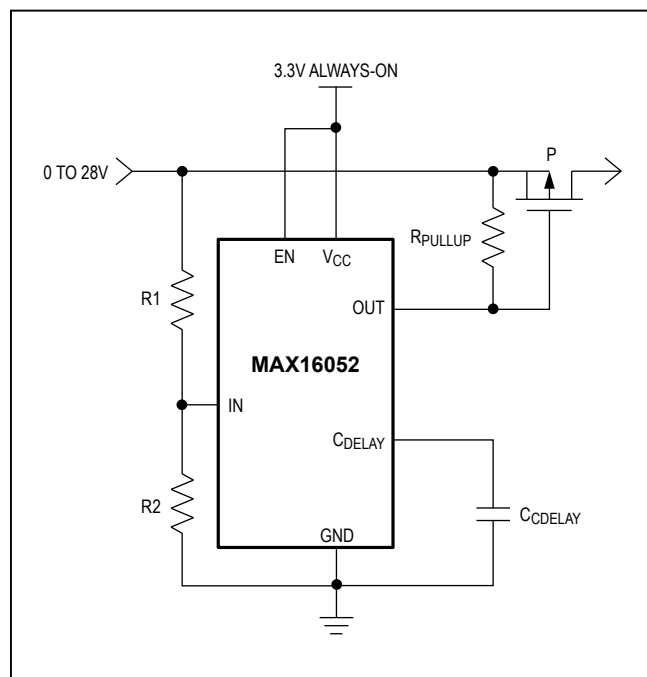 3.3V ALWAYS-ON
0 TO 28V
P
RPULLUP
EN
VCC
R1
OUT
MAX16052
IN
CDELAY
R2
CCDELAY
GND